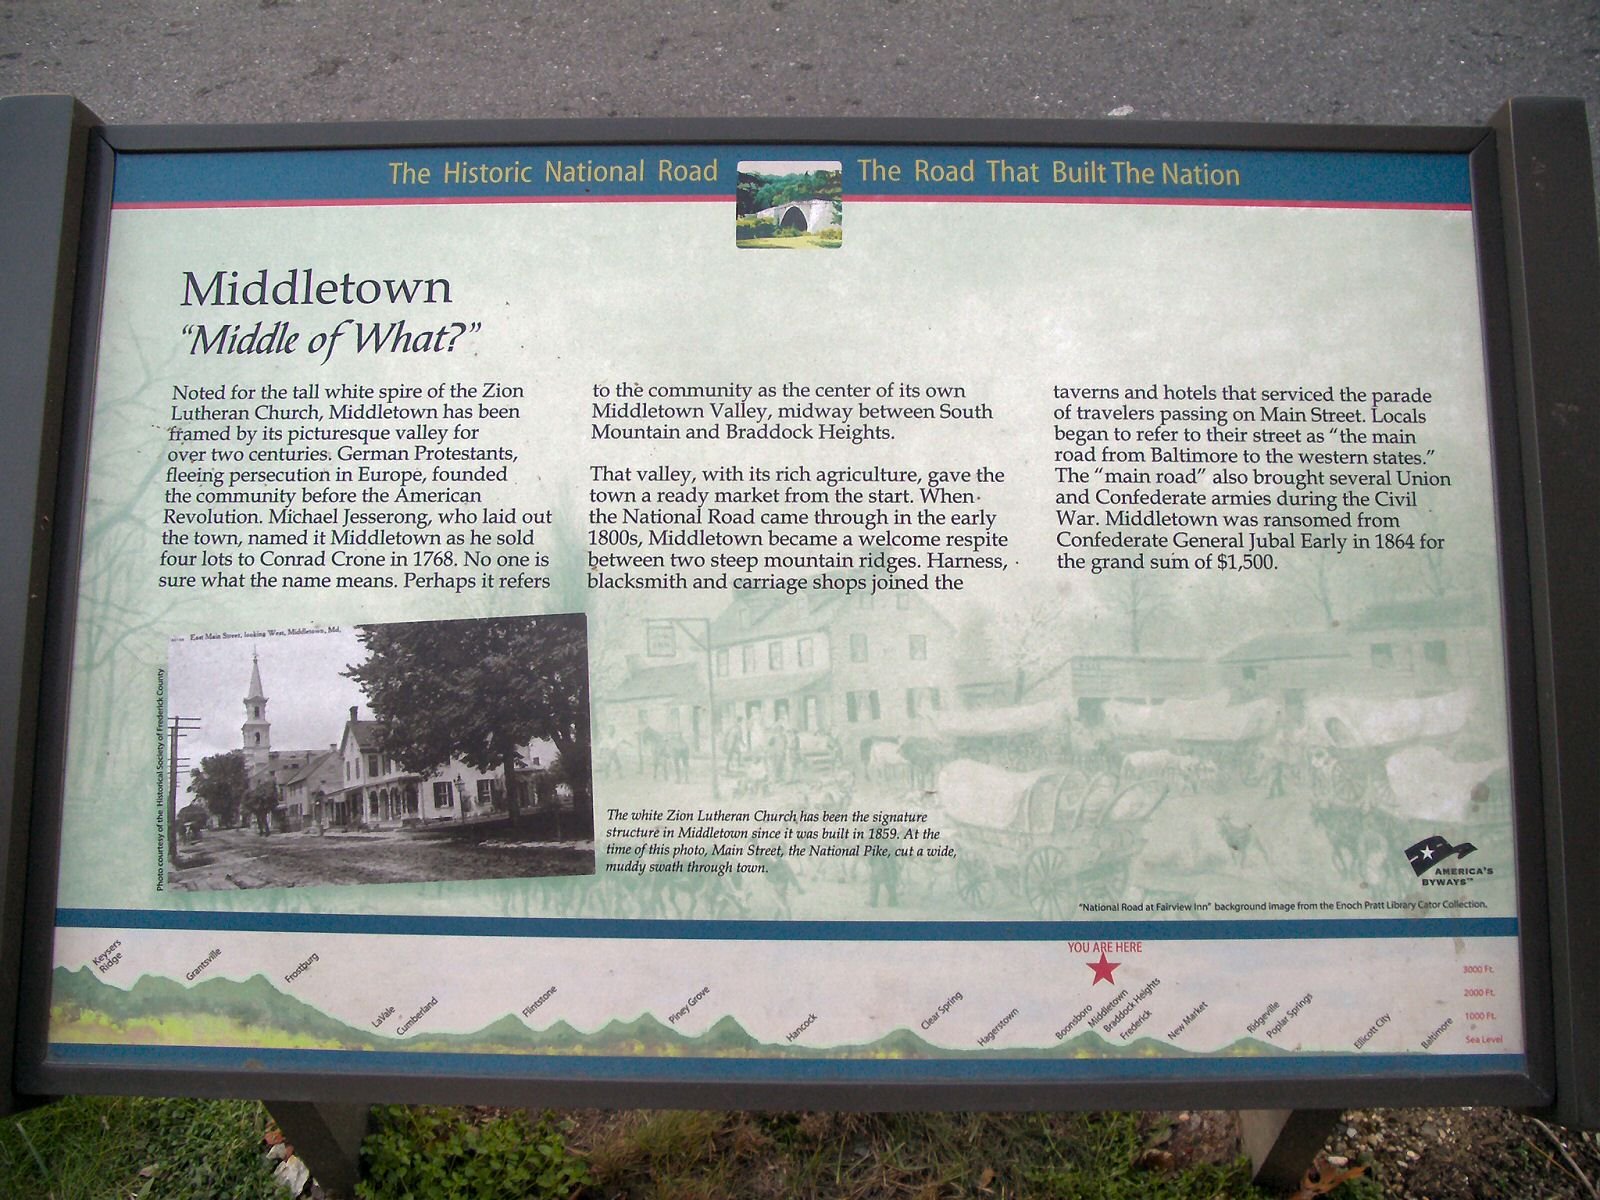 The Historic National Road
The Road That Built The Nation
Middletown
“Middle of What?”
Noted for the tall white spire of the Zion
Lutheran Church, Middletown has been
framed by its picturesque valley for
over two centuries. German Protestants,
fleeing persecution in Europe, founded
the community before the American
Revolution. Michael Jesserong, who laid out
the town, named it Middletown as he sold
four lots to Conrad Crone in 1768. No one is
sure what the name means. Perhaps it refers
to the community as the center of its own
Middletown Valley, midway between South
Mountain and Braddock Heights.
That valley, with its rich agriculture, gave the
town a ready market from the start. When
the National Road came through in the early
1800s, Middletown became a welcome respite
between two steep mountain ridges. Harness,
blacksmith and carriage shops joined the
taverns and hotels that serviced the parade
of travelers passing on Main Street. Locals
began to refer to their street as “the main
road from Baltimore to the western states.”
The “main road” also brought several Union
and Confederate armies during the Civil
War. Middletown was ransomed from
Confederate General Jubal Early in 1864 for
the grand sum of $1,500.
East Main Street, looking West, Middletown, Md.
Photo courtesy of the Historical Society of Frederick County
The white Zion Lutheran Church has been the signature
structure in Middletown since it was built in 1859. At the
time of this photo, Main Street, the National Pike, cut a wide,
muddy swath through town.
AMERICA'S
BYWAYS™
“National Road at Fairview Inn” background image from the Enoch Pratt Library Cator Collection.
YOU ARE HERE
Keysers
Ridge
Grantsville
Frostburg
LaVale
Cumberland
Flintstone
Piney Grove
Hancock
Clear Spring
Hagerstown
Boonsboro
Middletown
Braddock Heights
Frederick
New Market
Ridgeville
Poplar Springs
Ellicott City
Baltimore
3000 Ft.
2000 Ft.
1000 Ft.
Sea Level